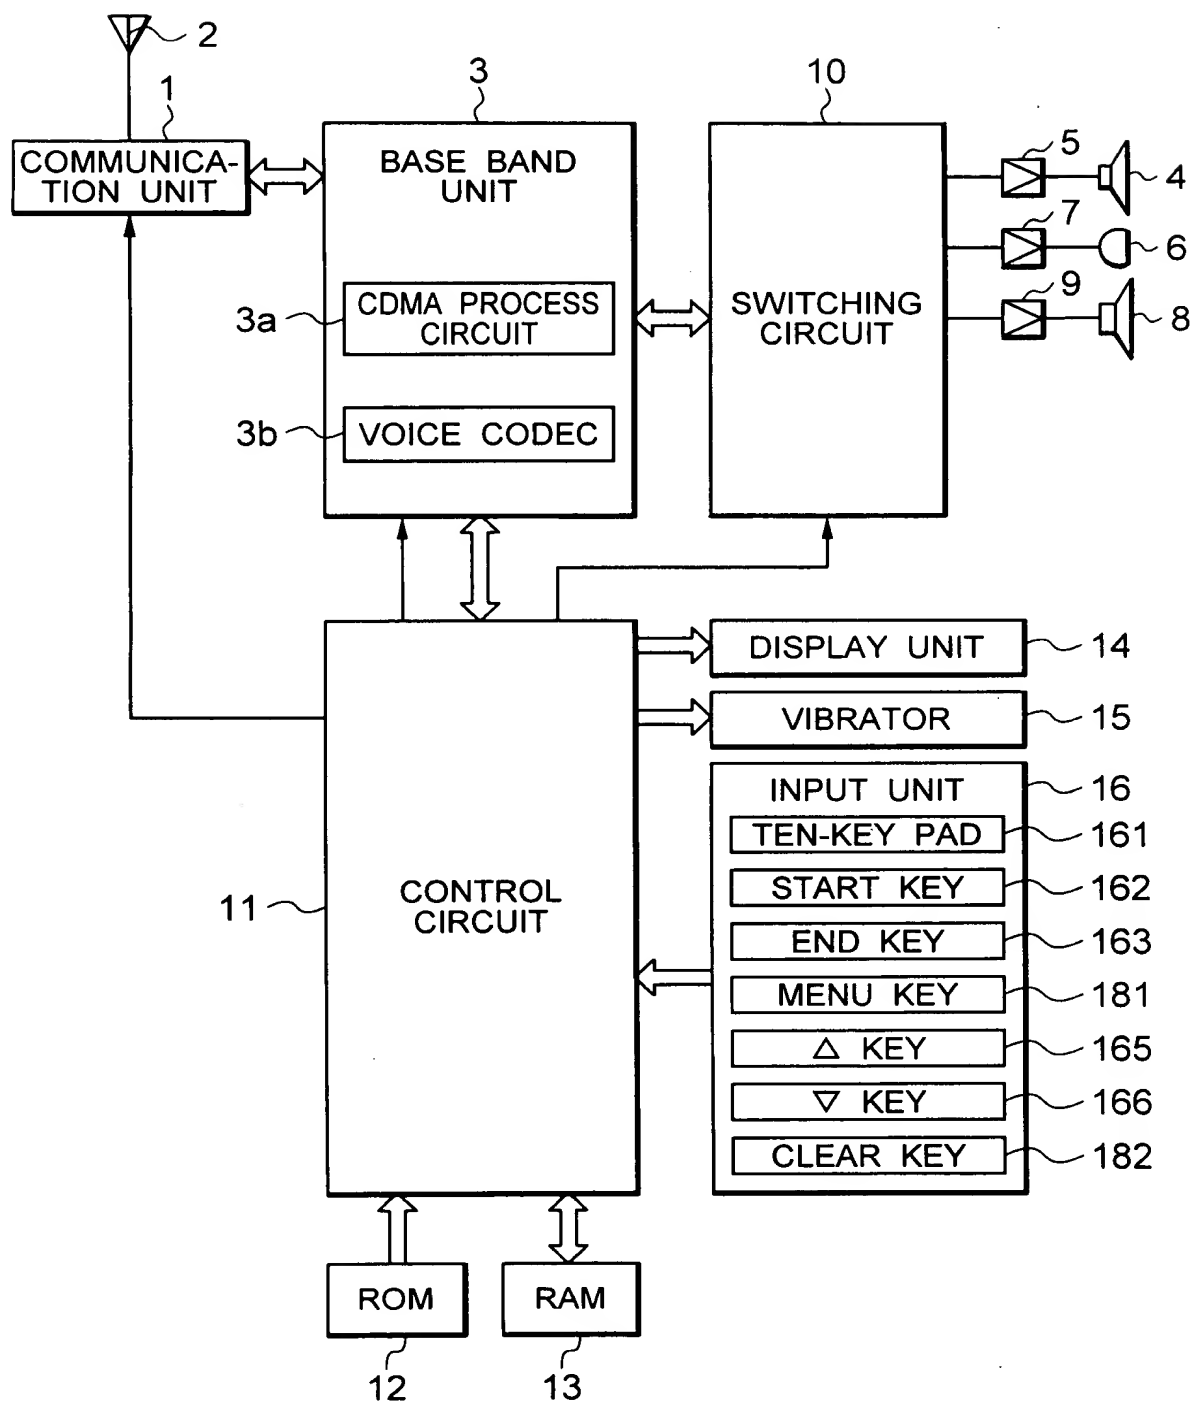 2
1
COMMUNICA-
TION UNIT
3
BASE BAND
UNIT
3a
CDMA PROCESS
CIRCUIT
3b
VOICE CODEC
10
SWITCHING
CIRCUIT
5
4
7
6
9
8
11
CONTROL
CIRCUIT
DISPLAY UNIT
14
VIBRATOR
15
INPUT UNIT
16
TEN-KEY PAD
161
START KEY
162
END KEY
163
MENU KEY
181
△ KEY
165
▽ KEY
166
CLEAR KEY
182
ROM
12
RAM
13